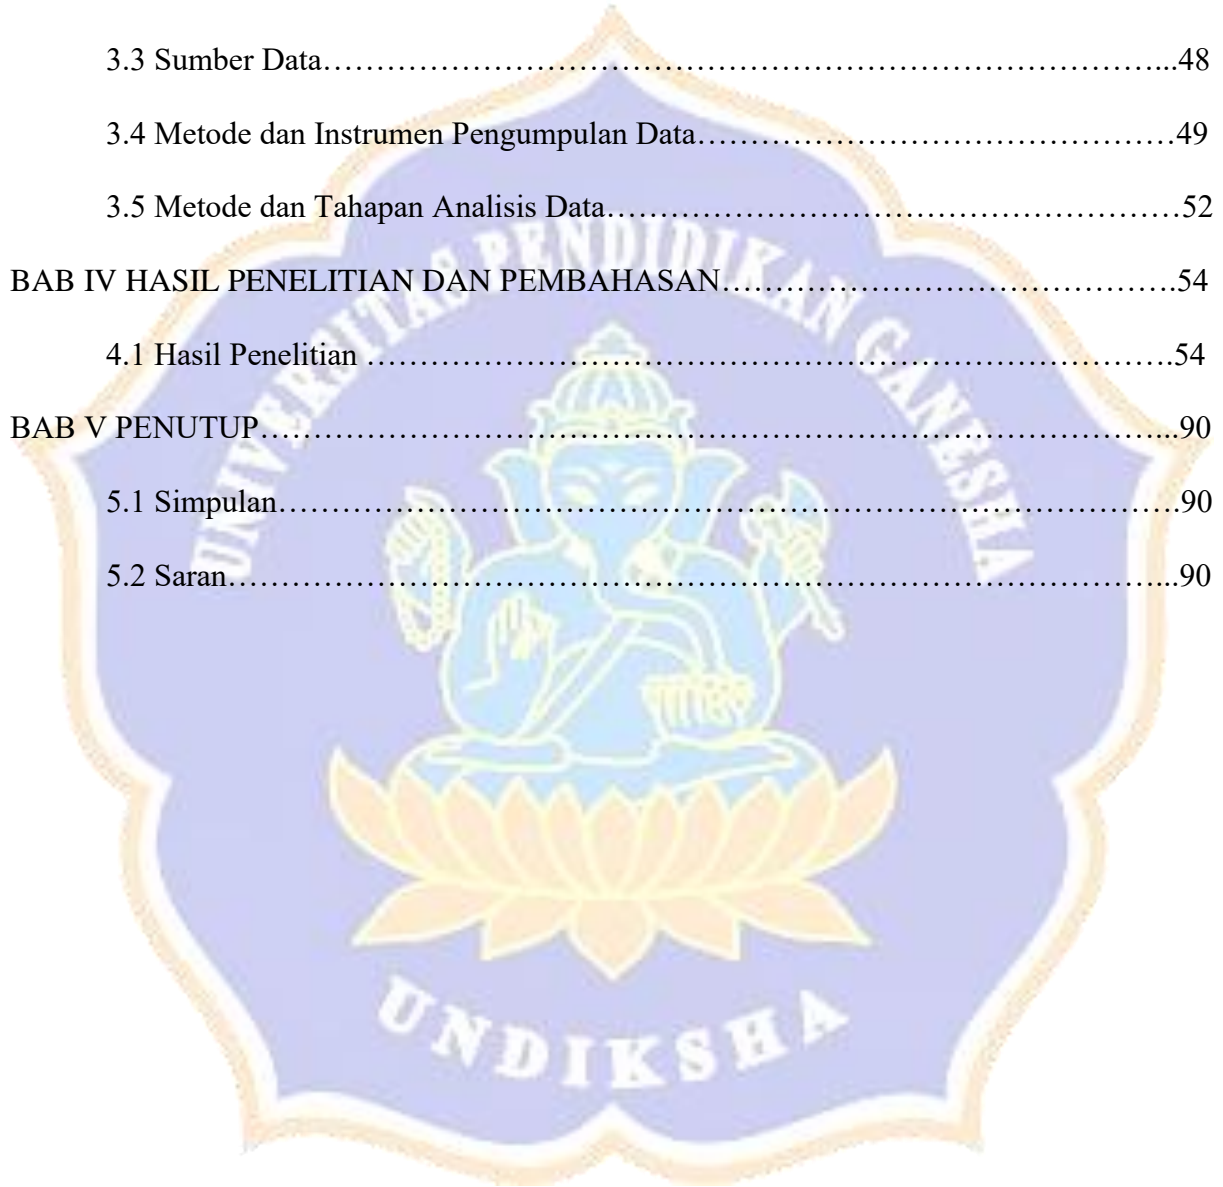 3.3 Sumber Data…………………………………………………………………...48
3.4 Metode dan Instrumen Pengumpulan Data………………………………………49
3.5 Metode dan Tahapan Analisis Data………………………………………………52
BAB IV HASIL PENELITIAN DAN PEMBAHASAN…………………………………….54
4.1 Hasil Penelitian ………………………………………………………………….54
BAB V PENUTUP…………………………………………………………………………...90
5.1 Simpulan………………………………………………………………………….90
5.2 Saran……………………………………………………………………………...90
UNIVERSITAS PENDIDIKAN GANESHA
UNDIKSHA